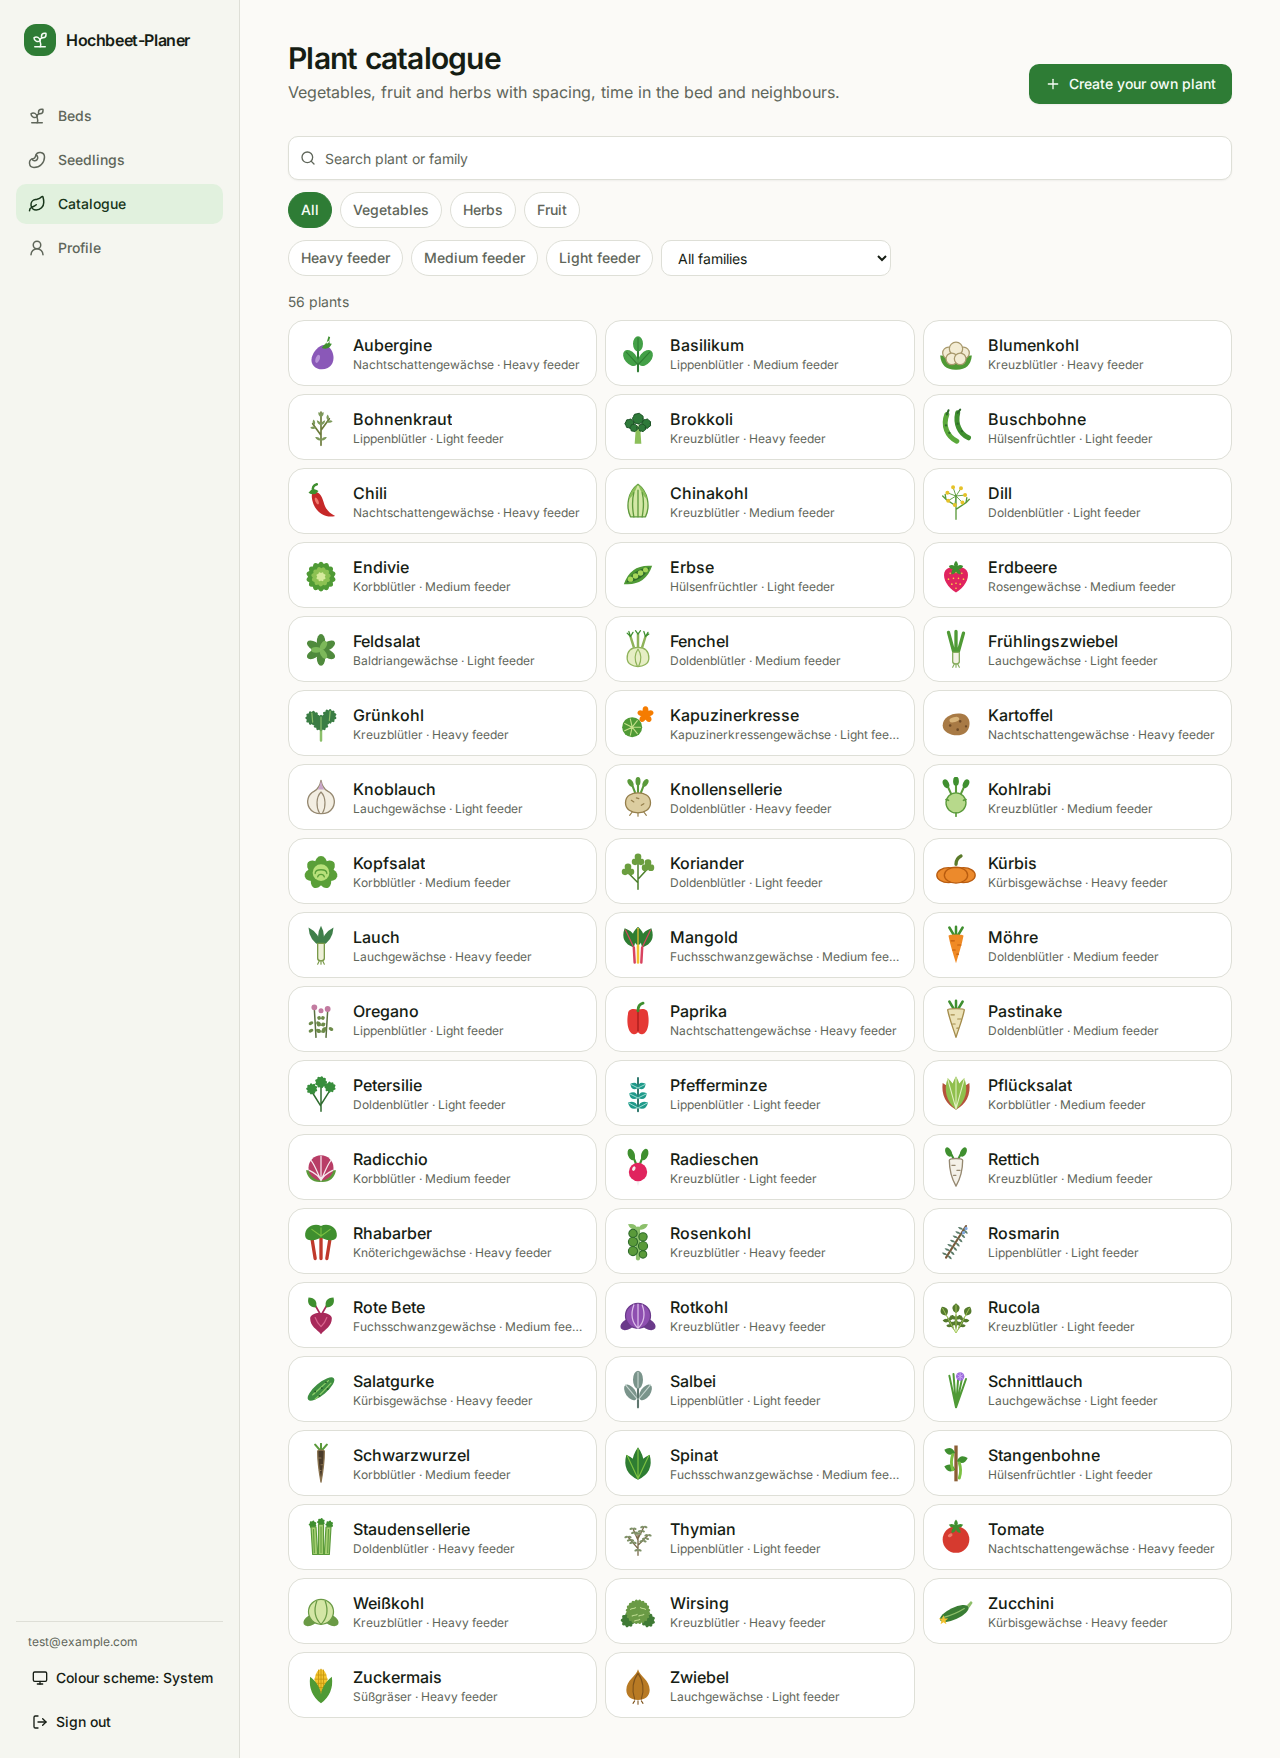 Hochbeet-Planer
Beds
Seedlings
Catalogue
Profile
test@example.com
Colour scheme: System
Sign out
Plant catalogue
Vegetables, fruit and herbs with spacing, time in the bed and neighbours.
Create your own plant
Search plant or family
All
Vegetables
Herbs
Fruit
Heavy feeder
Medium feeder
Light feeder
All families
56 plants
Aubergine
Nachtschattengewächse · Heavy feeder
Basilikum
Lippenblütler · Medium feeder
Blumenkohl
Kreuzblütler · Heavy feeder
Bohnenkraut
Lippenblütler · Light feeder
Brokkoli
Kreuzblütler · Heavy feeder
Buschbohne
Hülsenfrüchtler · Light feeder
Chili
Nachtschattengewächse · Heavy feeder
Chinakohl
Kreuzblütler · Medium feeder
Dill
Doldenblütler · Light feeder
Endivie
Korbblütler · Medium feeder
Erbse
Hülsenfrüchtler · Light feeder
Erdbeere
Rosengewächse · Medium feeder
Feldsalat
Baldriangewächse · Light feeder
Fenchel
Doldenblütler · Medium feeder
Frühlingszwiebel
Lauchgewächse · Light feeder
Grünkohl
Kreuzblütler · Heavy feeder
Kapuzinerkresse
Kapuzinerkressengewächse · Light fee...
Kartoffel
Nachtschattengewächse · Heavy feeder
Knoblauch
Lauchgewächse · Light feeder
Knollensellerie
Doldenblütler · Heavy feeder
Kohlrabi
Kreuzblütler · Medium feeder
Kopfsalat
Korbblütler · Medium feeder
Koriander
Doldenblütler · Light feeder
Kürbis
Kürbisgewächse · Heavy feeder
Lauch
Lauchgewächse · Heavy feeder
Mangold
Fuchsschwanzgewächse · Medium fee...
Möhre
Doldenblütler · Medium feeder
Oregano
Lippenblütler · Light feeder
Paprika
Nachtschattengewächse · Heavy feeder
Pastinake
Doldenblütler · Medium feeder
Petersilie
Doldenblütler · Light feeder
Pfefferminze
Lippenblütler · Light feeder
Pflücksalat
Korbblütler · Medium feeder
Radicchio
Korbblütler · Medium feeder
Radieschen
Kreuzblütler · Light feeder
Rettich
Kreuzblütler · Medium feeder
Rhabarber
Knöterichgewächse · Heavy feeder
Rosenkohl
Kreuzblütler · Heavy feeder
Rosmarin
Lippenblütler · Light feeder
Rote Bete
Fuchsschwanzgewächse · Medium fee...
Rotkohl
Kreuzblütler · Heavy feeder
Rucola
Kreuzblütler · Light feeder
Salatgurke
Kürbisgewächse · Heavy feeder
Salbei
Lippenblütler · Light feeder
Schnittlauch
Lauchgewächse · Light feeder
Schwarzwurzel
Korbblütler · Medium feeder
Spinat
Fuchsschwanzgewächse · Medium fee...
Stangenbohne
Hülsenfrüchtler · Light feeder
Staudensellerie
Doldenblütler · Heavy feeder
Thymian
Lippenblütler · Light feeder
Tomate
Nachtschattengewächse · Heavy feeder
Weißkohl
Kreuzblütler · Heavy feeder
Wirsing
Kreuzblütler · Heavy feeder
Zucchini
Kürbisgewächse · Heavy feeder
Zuckermais
Süßgräser · Heavy feeder
Zwiebel
Lauchgewächse · Light feeder